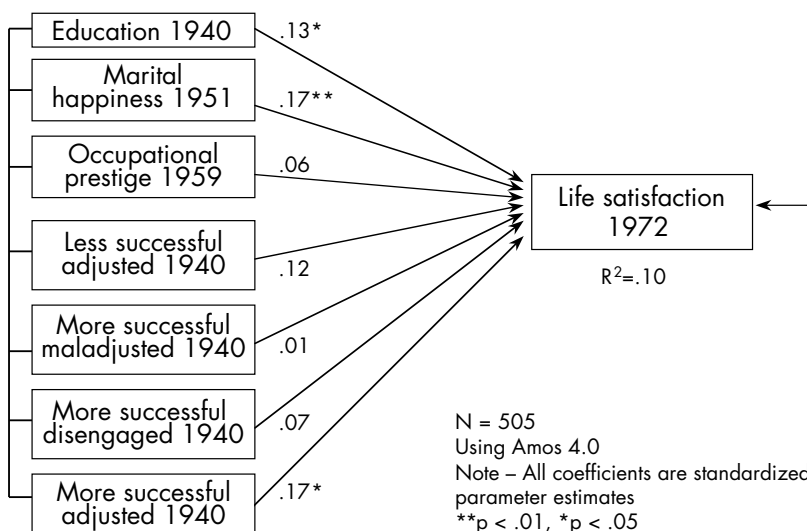 Education 1940
.13*
Marital
happiness 1951
.17**
Occupational
prestige 1959
.06
Less successful
adjusted 1940
.12
More successful
maladjusted 1940
.01
More successful
disengaged 1940
.07
More successful
adjusted 1940
.17*
Life satisfaction
1972
R²=.10
N = 505
Using Amos 4.0
Note – All coefficients are standardized
parameter estimates
**p < .01, *p < .05